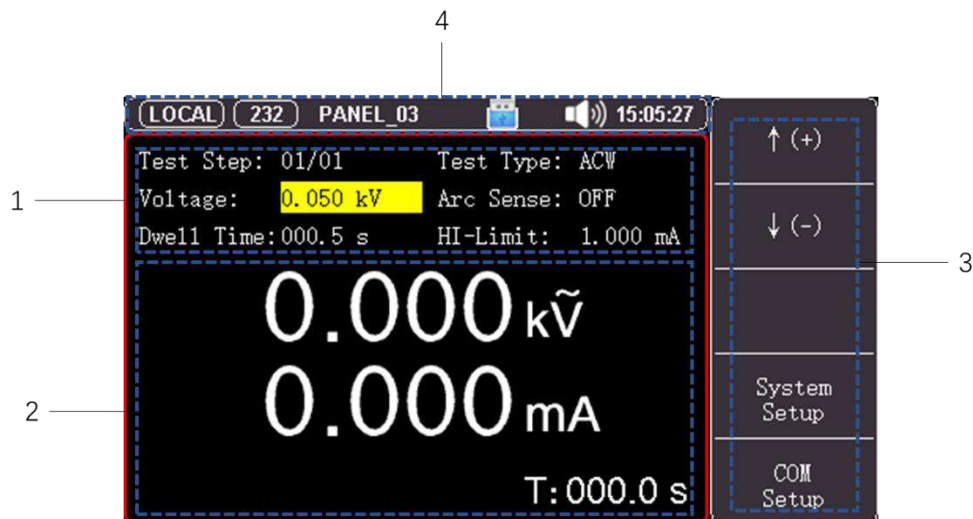 4
LOCAL 232 PANEL_03 15:05:27
Test Step: 01/01 Test Type: ACW
1
Voltage: 0.050 kV Arc Sense: OFF
Dwell Time:000.5 s HI-Limit: 1.000 mA
0.000 kṼ
2
0.000 mA
T:000.0 s
↑(+)
↓(-)
3
System
Setup
COM
Setup